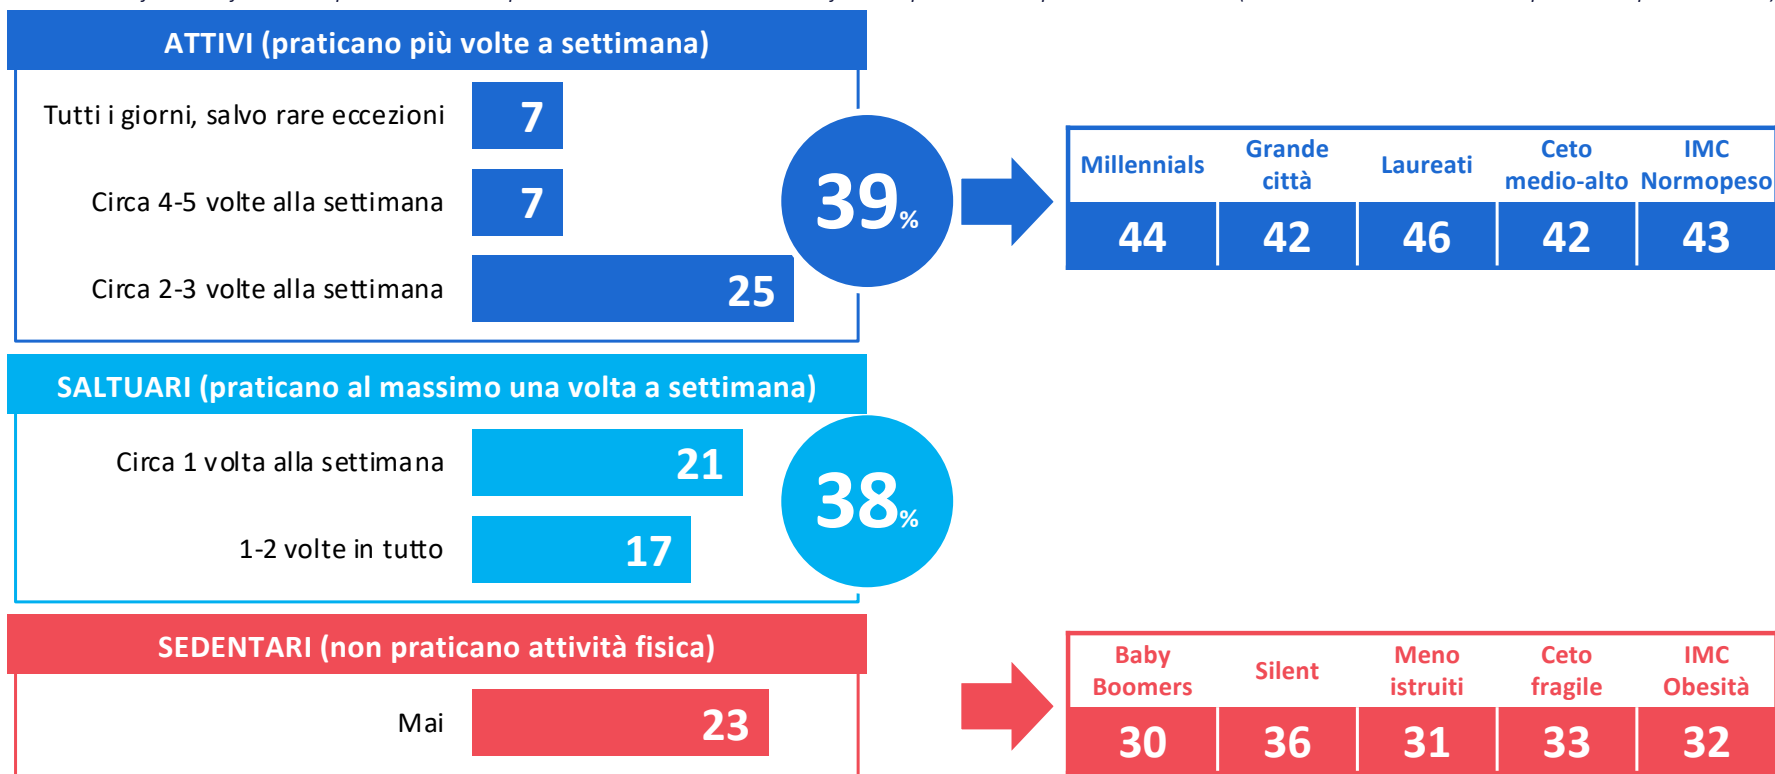 ATTIVI (praticano più volte a settimana)
Tutti i giorni, salvo rare eccezioni
7
Circa 4-5 volte alla settimana
7
Circa 2-3 volte alla settimana
25
39%
Millennials
Grande città
Laureati
Ceto medio-alto
IMC Normopeso
44 42 46 42 43
SALTUARI (praticano al massimo una volta a settimana)
Circa 1 volta alla settimana
21
1-2 volte in tutto
17
38%
SEDENTARI (non praticano attività fisica)
Mai
23
Baby Boomers
Silent
Meno istruiti
Ceto fragile
IMC Obesità
30 36 31 33 32